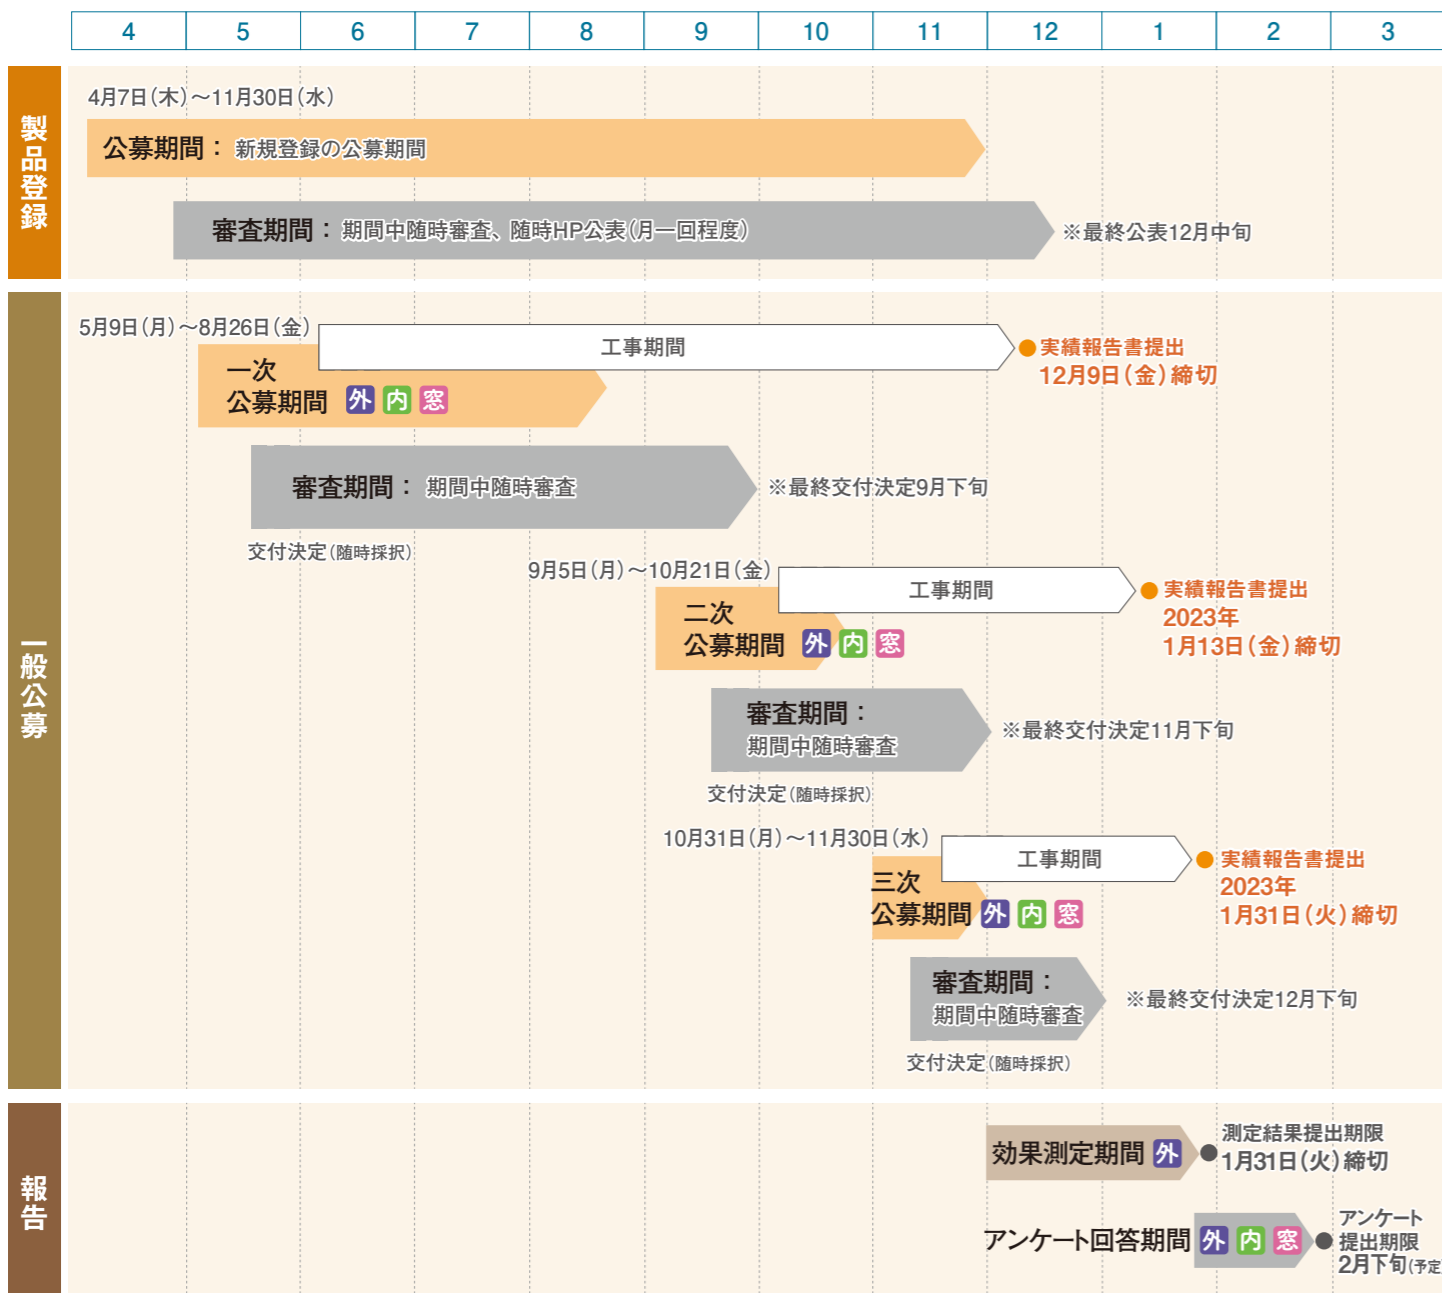 4 5 6 7 8 9 10 11 12 1 2 3
製品登録
4月7日（木）～11月30日（水）
公募期間： 新規登録の公募期間
審査期間： 期間中随時審査、随時HP公表（月一回程度）
※最終公表12月中旬
一般公募
5月9日（月）～8月26日（金）
工事期間
実績報告書提出
12月9日（金）締切
一次
公募期間 外 内 窓
審査期間： 期間中随時審査
※最終交付決定9月下旬
交付決定（随時採択）
9月5日（月）～10月21日（金）
工事期間
実績報告書提出
2023年
1月13日（金）締切
二次
公募期間 外 内 窓
審査期間：
期間中随時審査
※最終交付決定11月下旬
交付決定（随時採択）
10月31日（月）～11月30日（水）
工事期間
実績報告書提出
2023年
1月31日（火）締切
三次
公募期間 外 内 窓
審査期間：
期間中随時審査
※最終交付決定12月下旬
交付決定（随時採択）
報告
効果測定期間 外
測定結果提出期限
1月31日（火）締切
アンケート回答期間 外 内 窓
アンケート
提出期限
2月下旬（予定